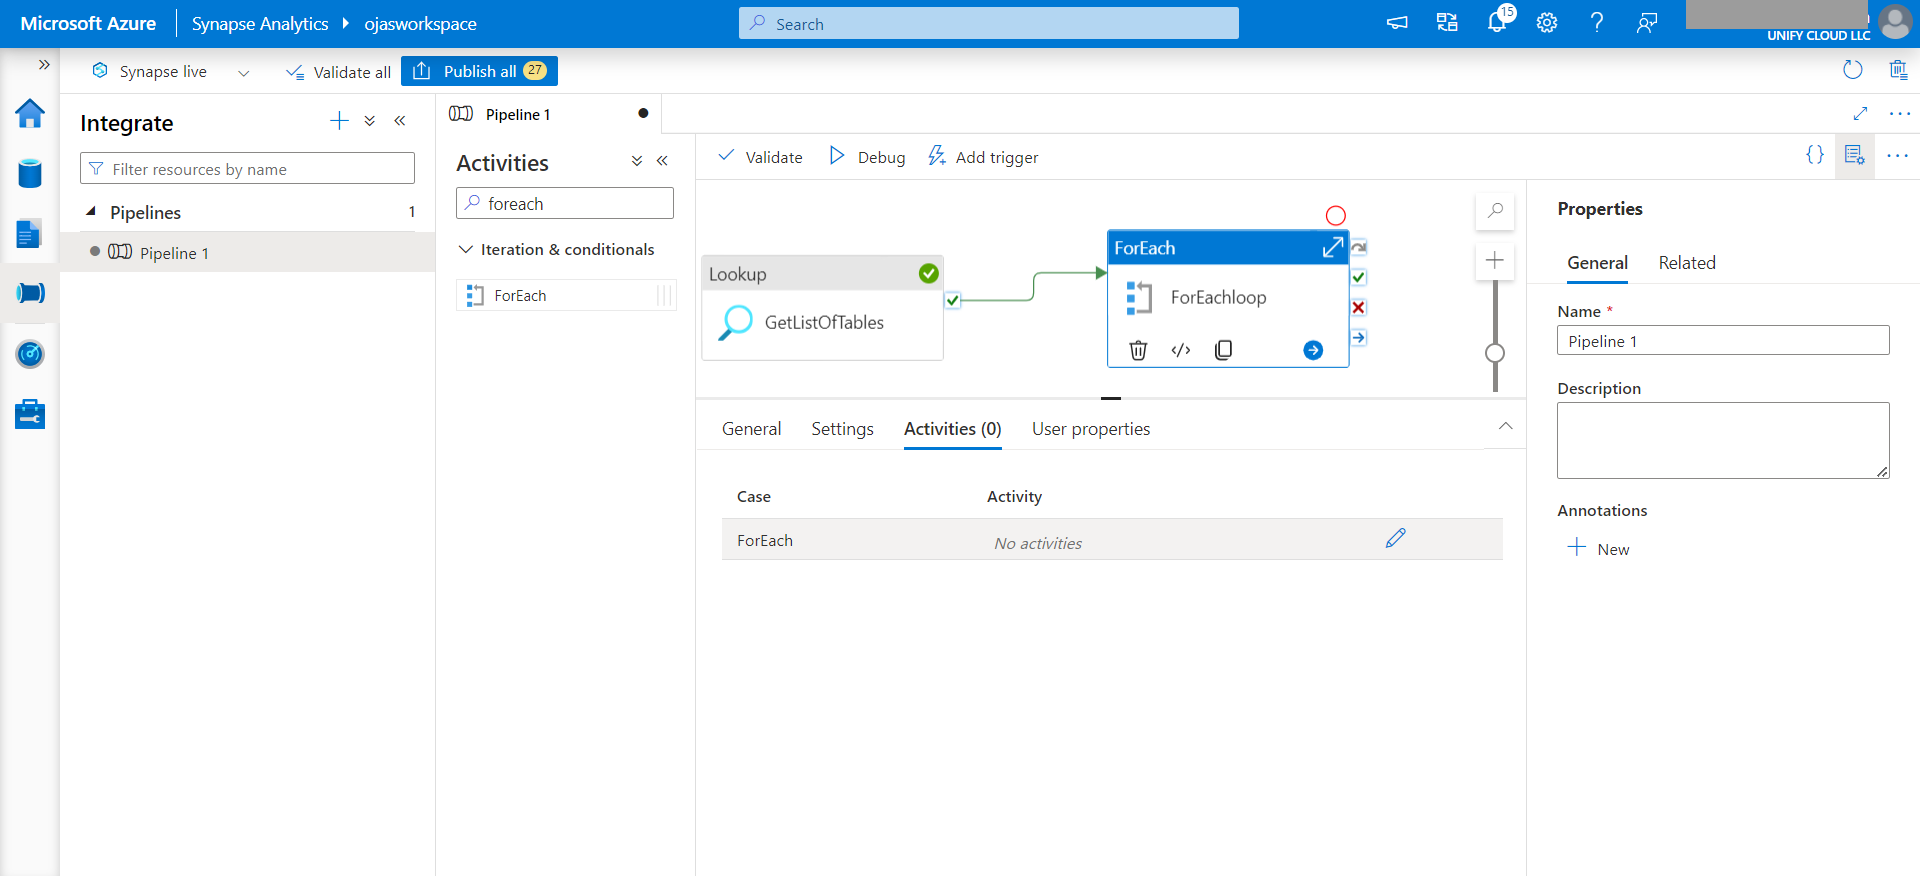 Microsoft Azure
Synapse Analytics
ojasworkspace
Search
15
UNIFY CLOUD LLC
Synapse live
Validate all
Publish all
27
Integrate
Filter resources by name
Pipelines
1
Pipeline 1
Pipeline 1
Activities
foreach
Iteration & conditionals
ForEach
Validate
Debug
Add trigger
{}
Lookup
GetListOfTables
ForEach
ForEachloop
</>
General
Settings
Activities (0)
User properties
Case
Activity
ForEach
No activities
Properties
General
Related
Name *
Pipeline 1
Description
Annotations
New